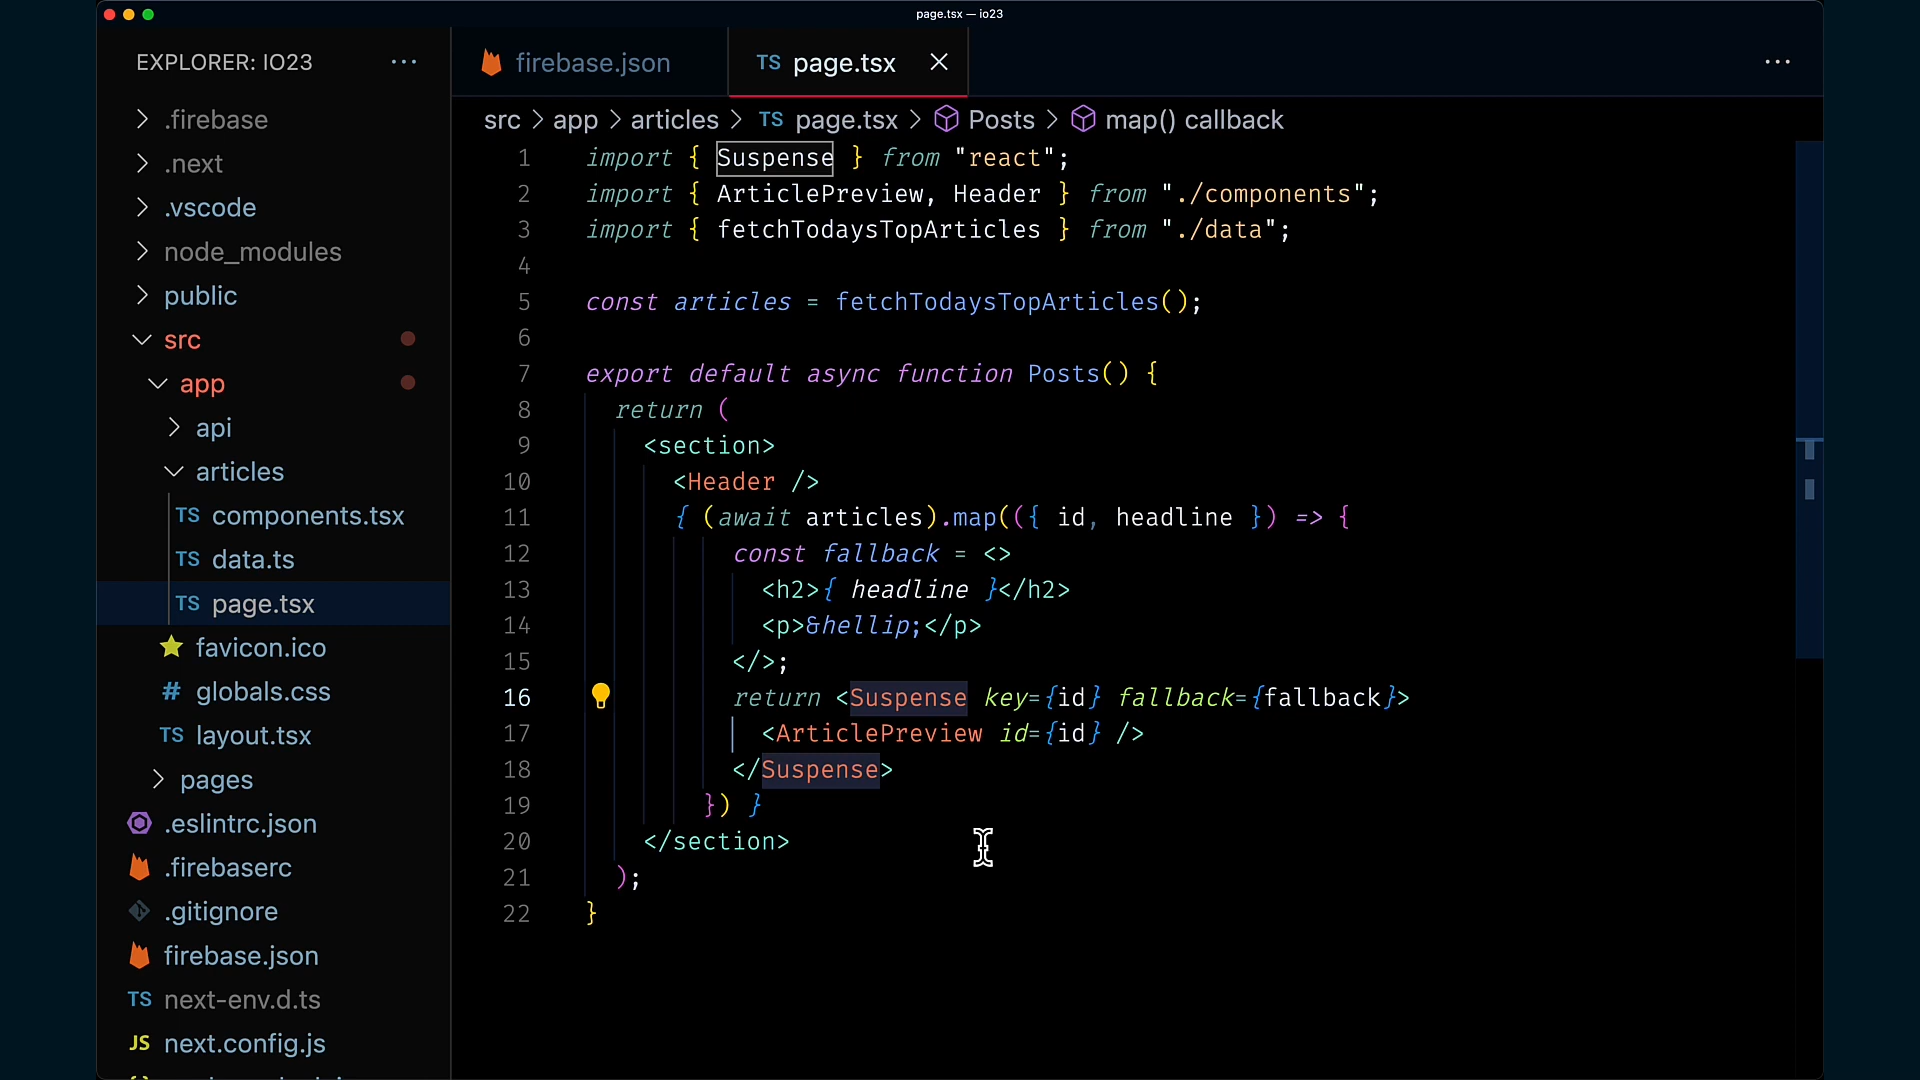 page.tsx — io23
EXPLORER: IO23
.firebase
.next
.vscode
node_modules
public
src
app
api
articles
TS components.tsx
TS data.ts
TS page.tsx
favicon.ico
# globals.css
TS layout.tsx
pages
.eslintrc.json
.firebaserc
.gitignore
firebase.json
TS next-env.d.ts
JS next.config.js
firebase.json
TS page.tsx
src > app > articles > TS page.tsx > Posts > map() callback
1 import { Suspense } from "react";
2 import { ArticlePreview, Header } from "./components";
3 import { fetchTodaysTopArticles } from "./data";
4
5 const articles = fetchTodaysTopArticles();
6
7 export default async function Posts() {
8 return (
9 <section>
10 <Header />
11 { (await articles).map(({ id, headline }) => {
12 const fallback = <>
13 <h2>{ headline }</h2>
14 <p>&hellip;</p>
15 </>;
16 return <Suspense key={id} fallback={fallback}>
17 <ArticlePreview id={id} />
18 </Suspense>
19 }) }
20 </section>
21 );
22 }